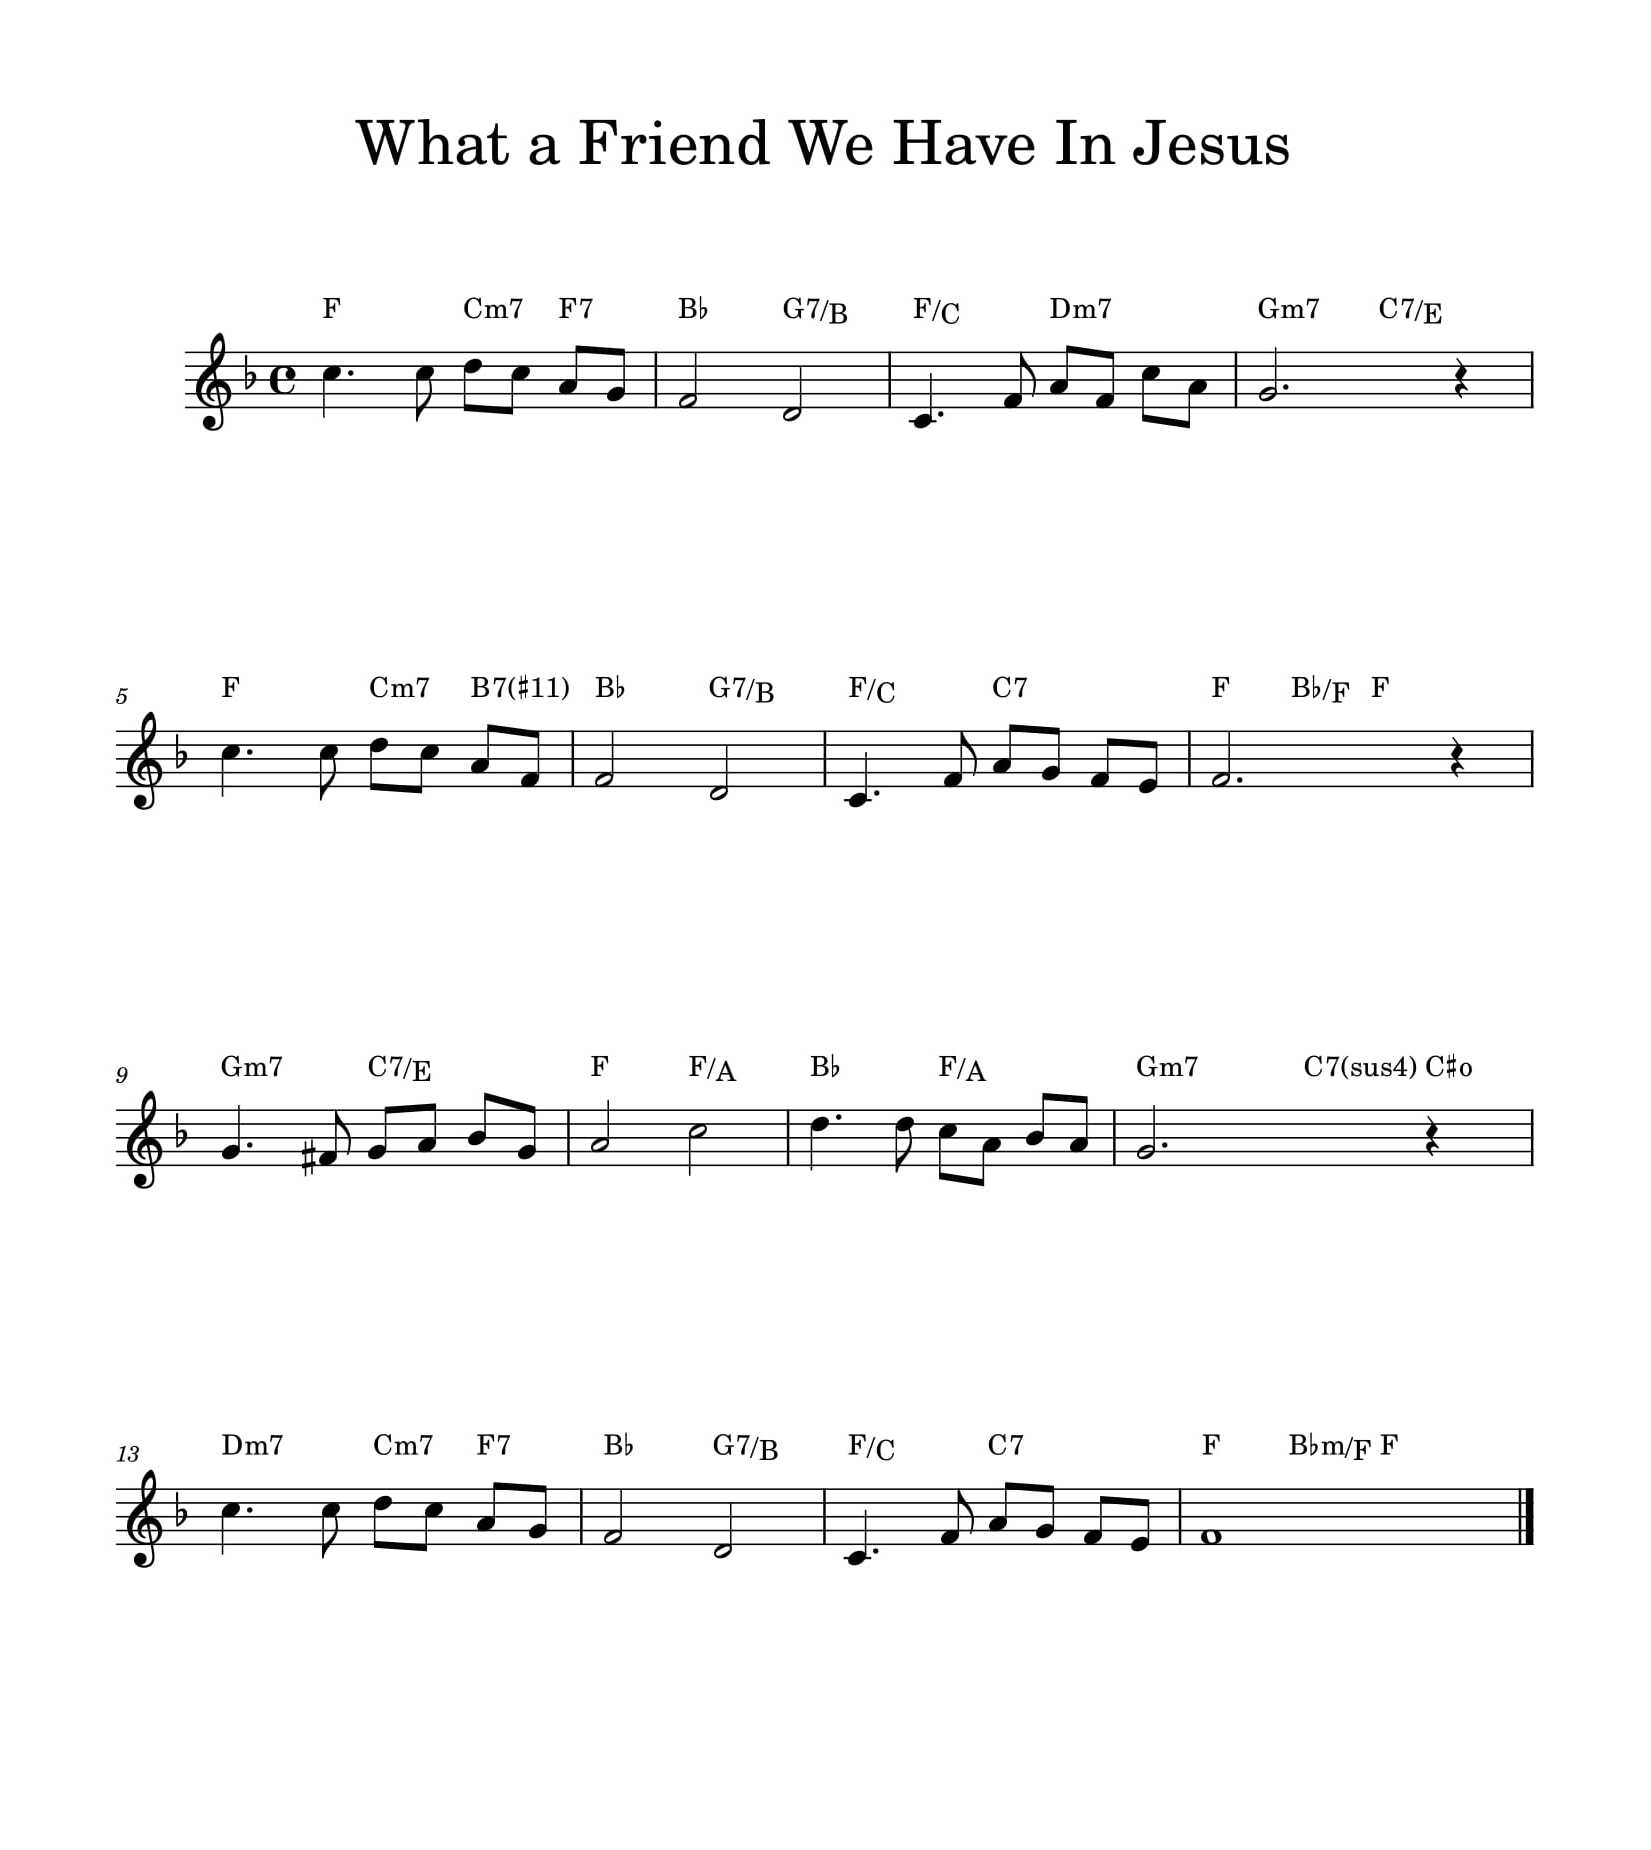 What a Friend We Have In Jesus
F Cm7 F7 B♭ G7/B F/C Dm7 Gm7 C7/E
5 F Cm7 B7(♯11) B♭ G7/B F/C C7 F B♭/F F
9 Gm7 C7/E F F/A B♭ F/A Gm7 C7(sus4) C♯o
13 Dm7 Cm7 F7 B♭ G7/B F/C C7 F B♭m/F F